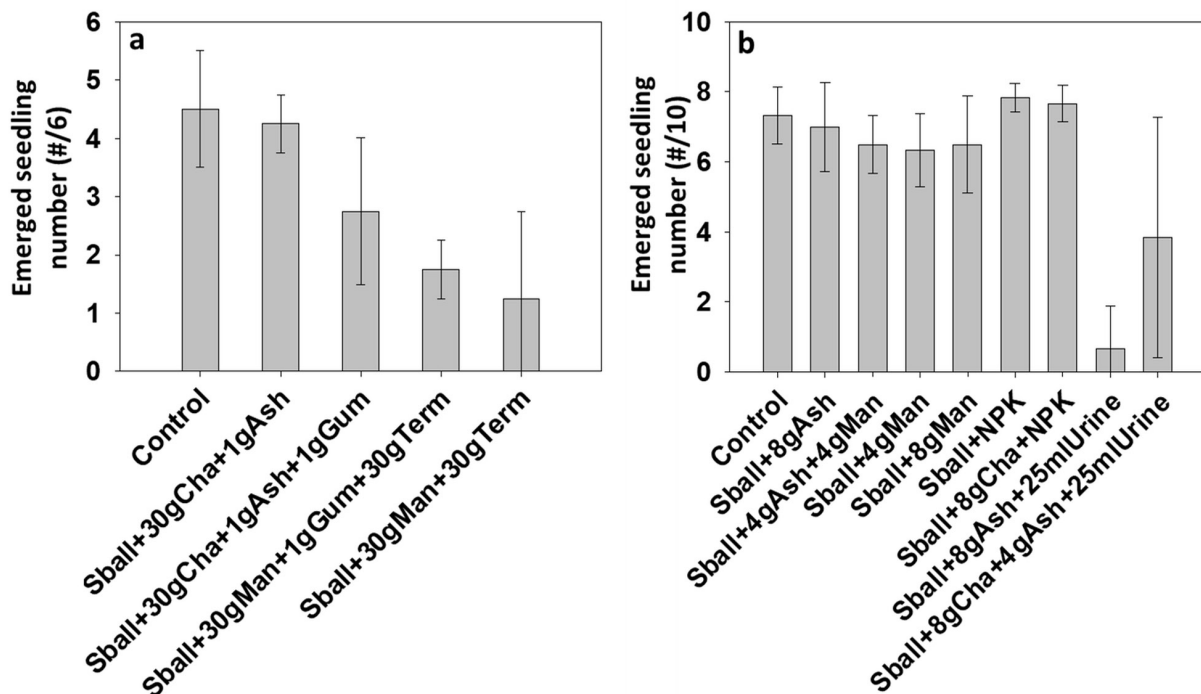 a
Emerged seedling
number (#/6)
6
5
4
3
2
1
0
Control
Sball+30gCha+1gAsh
Sball+30gCha+1gAsh+1gGum
Sball+30gMan+1gGum+30gTerm
Sball+30gMan+30gTerm
b
Emerged seedling
number (#/10)
10
8
6
4
2
0
Control
Sball+8gAsh
Sball+4gAsh+4gMan
Sball+4gMan
Sball+8gMan
Sball+NPK
Sball+8gCha+NPK
Sball+8gAsh+25mlUrine
Sball+8gCha+4gAsh+25mlUrine